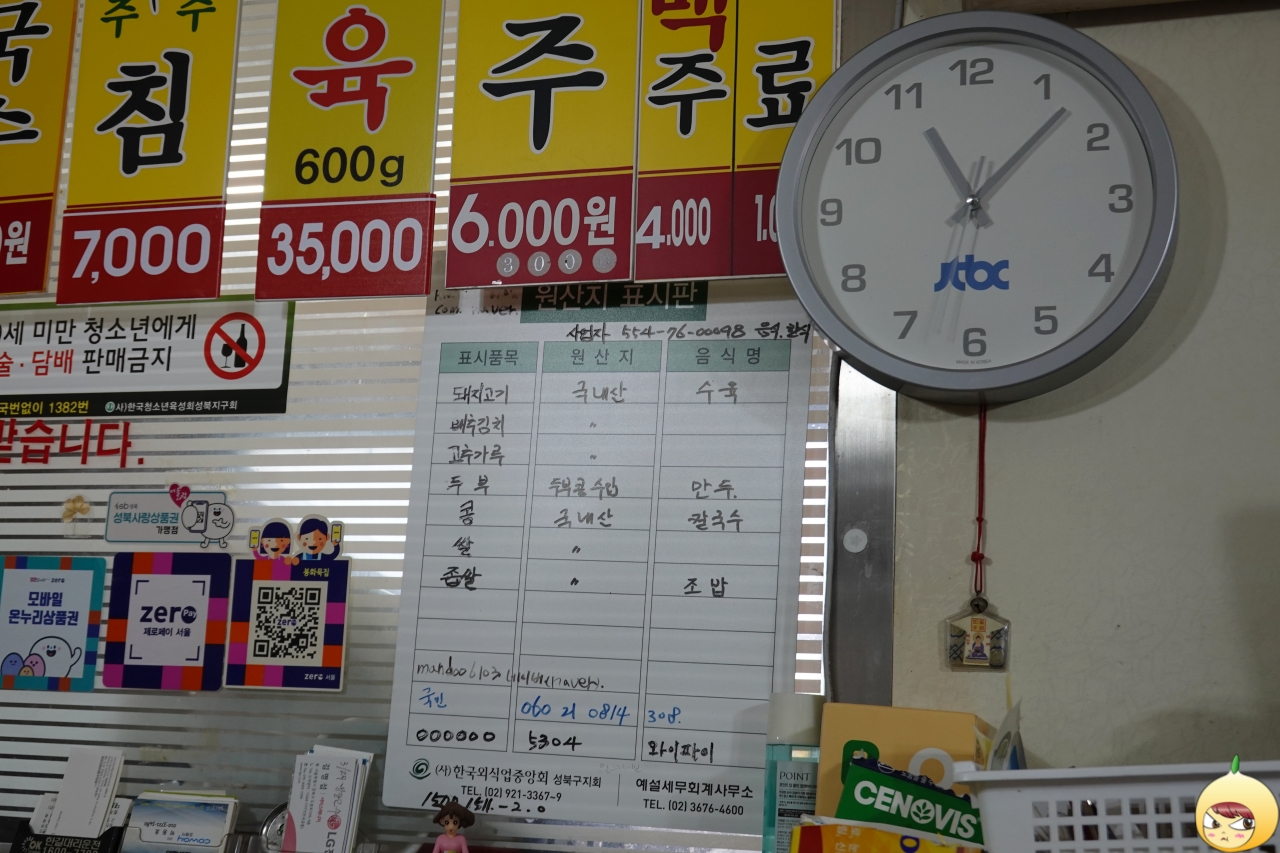 침
7,000
육
600g
35,000
주
6.000원
300
맥
주
4.000
료
원
12
1
2
3
4
5
6
7
8
9
10
11
jtbc
세 미만 청소년에게
술·담배 판매금지
국번없이 1382번
사)한국청소년육성회성북지구회
받습니다.
성북사랑상품권
가맹점
모바일
온누리상품권
zero Pay
제로페이 서울
zero 서울
원산지 표시판
사업자 554-76-00098
표시품목 원산지 음식명
돼지고기 국내산 수육
배추김치 〃
고추가루 〃
두부 두부콩수입 만두.
콩 국내산 칼국수
쌀 〃
좁쌀 〃 조밥
국민 060 21 0814 308.
000000 5304 와이파이
(사)한국외식업중앙회 성북구지회
TEL. (02) 921-3367~9
예설세무회계사무소
TEL. (02) 3676-4600
POINT
CENOVIS
coway